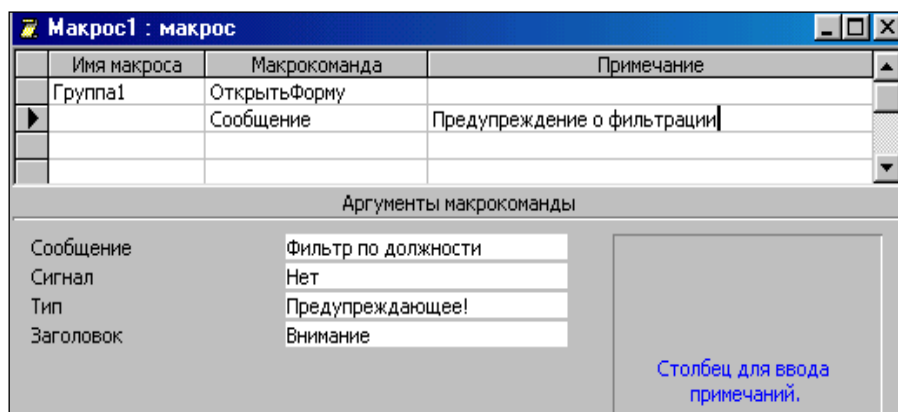 Макрос1 : макрос
Имя макроса Макрокоманда Примечание
Группа1 ОткрытьФорму
Сообщение Предупреждение о фильтрации
Аргументы макрокоманды
Сообщение Фильтр по должности
Сигнал Нет
Тип Предупреждающее!
Заголовок Внимание
Столбец для ввода
примечаний.